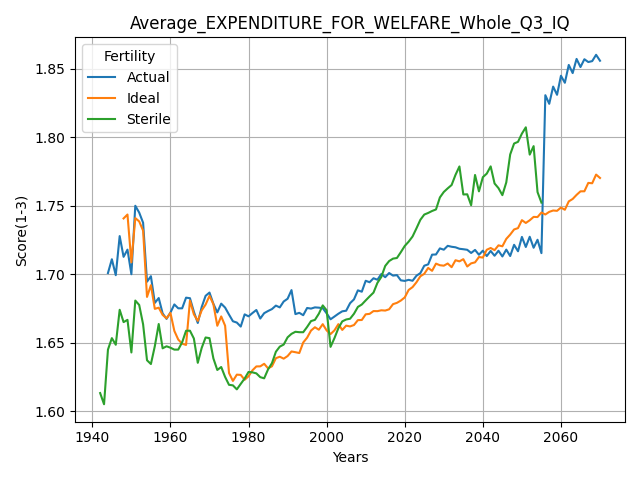 Average_EXPENDITURE_FOR_WELFARE_Whole_Q3_IQ
Fertility
Actual
Ideal
Sterile
Score(1-3)
1.85
1.80
1.75
1.70
1.65
1.60
1940 1960 1980 2000 2020 2040 2060
Years